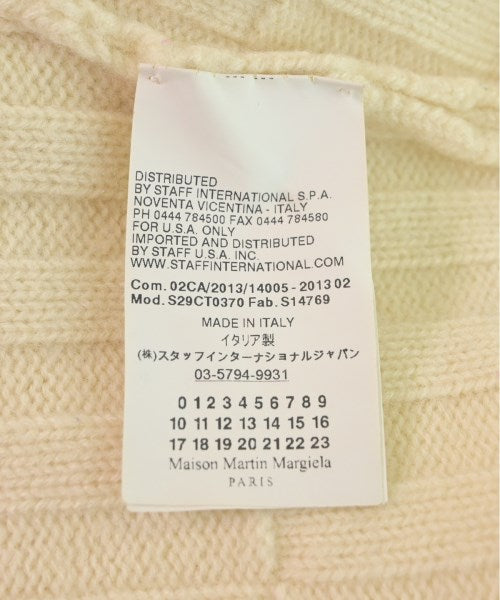 DISTRIBUTED
BY STAFF INTERNATIONAL S.P.A.
NOVENTA VICENTINA - ITALY
PH 0444 784500 FAX 0444 784580
FOR U.S.A. ONLY
IMPORTED AND DISTRIBUTED
BY STAFF U.S.A. INC.
WWW.STAFFINTERNATIONAL.COM
Com. 02CA/2013/14005 - 2013 02
Mod. S29CT0370 Fab. S14769
MADE IN ITALY
イタリア製
(株)スタッフインターナショナルジャパン
03-5794-9931
0 1 2 3 4 5 6 7 8 9
10 11 12 13 14 15 16
17 18 19 20 21 22 23
Maison Martin Margiela
PARIS